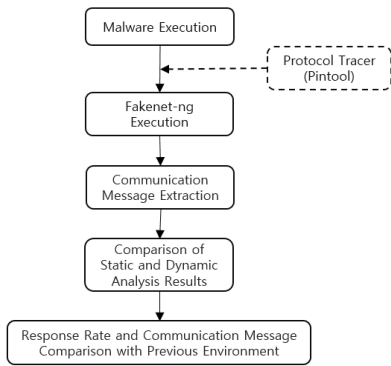 Malware Execution
Protocol Tracer
(Pintool)
Fakenet-ng
Execution
Communication
Message Extraction
Comparison of
Static and Dynamic
Analysis Results
Response Rate and Communication Message
Comparison with Previous Environment